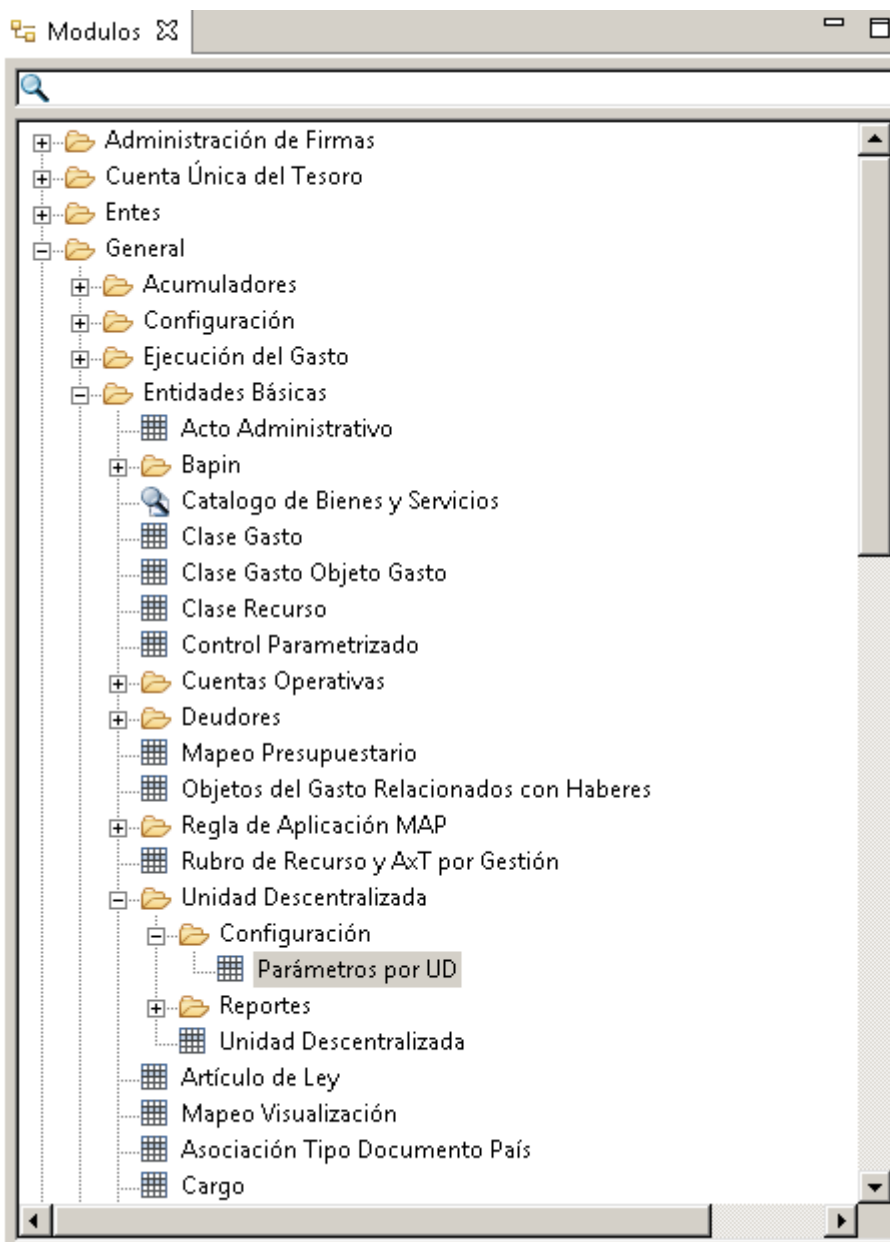 Modulos
Administración de Firmas
Cuenta Única del Tesoro
Entes
General
Acumuladores
Configuración
Ejecución del Gasto
Entidades Básicas
Acto Administrativo
Bapin
Catalogo de Bienes y Servicios
Clase Gasto
Clase Gasto Objeto Gasto
Clase Recurso
Control Parametrizado
Cuentas Operativas
Deudores
Mapeo Presupuestario
Objetos del Gasto Relacionados con Haberes
Regla de Aplicación MAP
Rubro de Recurso y AxT por Gestión
Unidad Descentralizada
Configuración
Parámetros por UD
Reportes
Unidad Descentralizada
Artículo de Ley
Mapeo Visualización
Asociación Tipo Documento País
Cargo